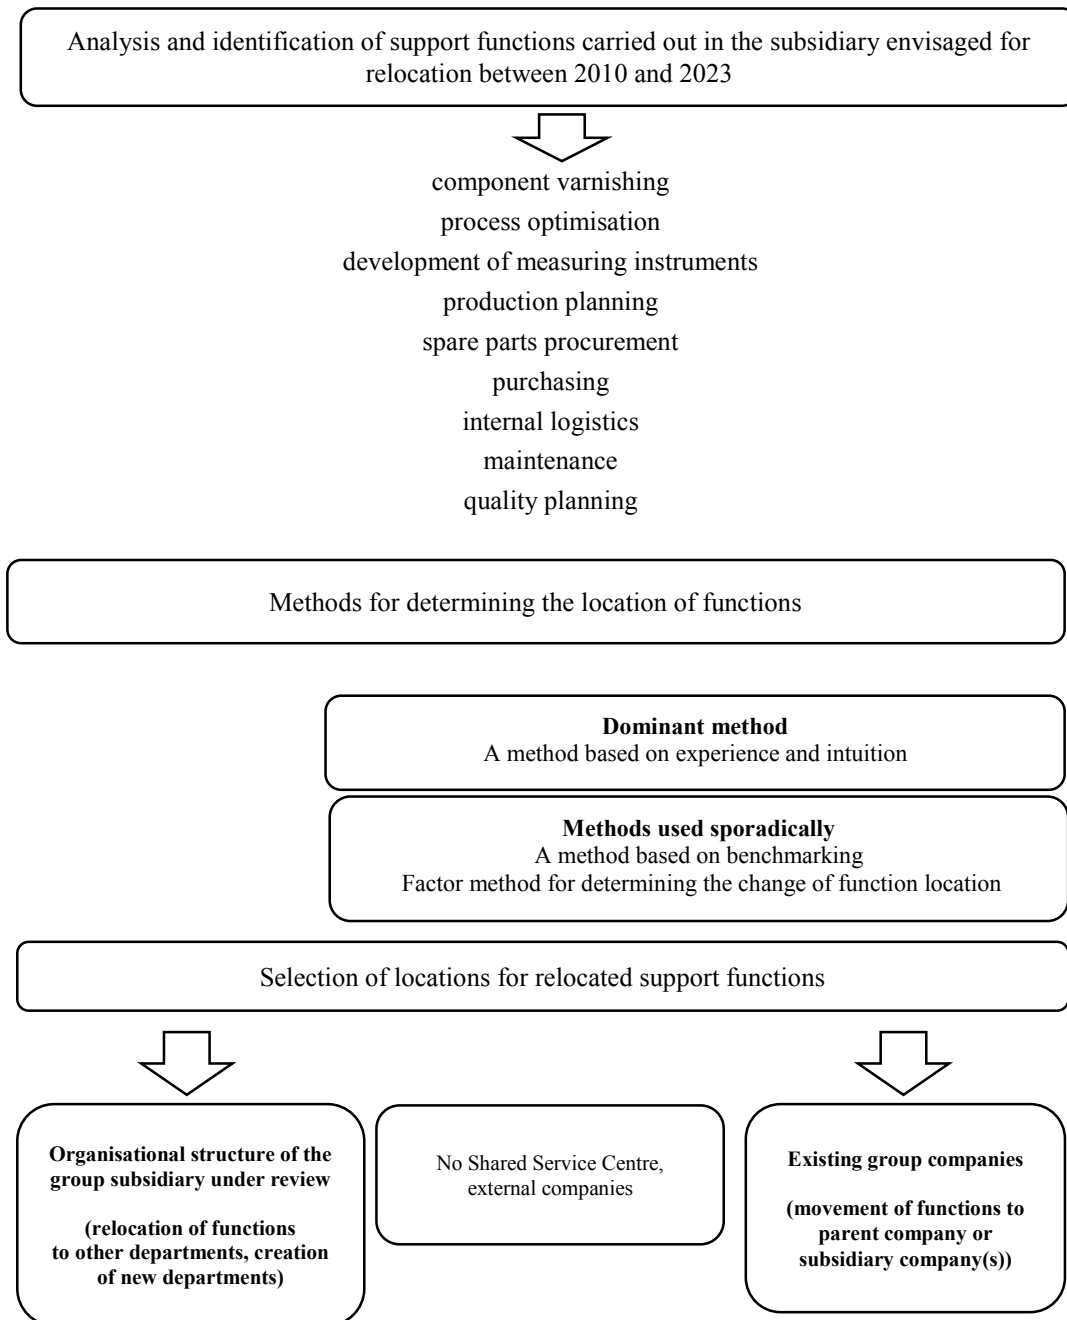 Analysis and identification of support functions carried out in the subsidiary envisaged for
relocation between 2010 and 2023
component varnishing
process optimisation
development of measuring instruments
production planning
spare parts procurement
purchasing
internal logistics
maintenance
quality planning
Methods for determining the location of functions
Dominant method
A method based on experience and intuition
Methods used sporadically
A method based on benchmarking
Factor method for determining the change of function location
Selection of locations for relocated support functions
Organisational structure of the
group subsidiary under review
(relocation of functions
to other departments, creation
of new departments)
No Shared Service Centre,
external companies
Existing group companies
(movement of functions to
parent company or
subsidiary company(s))